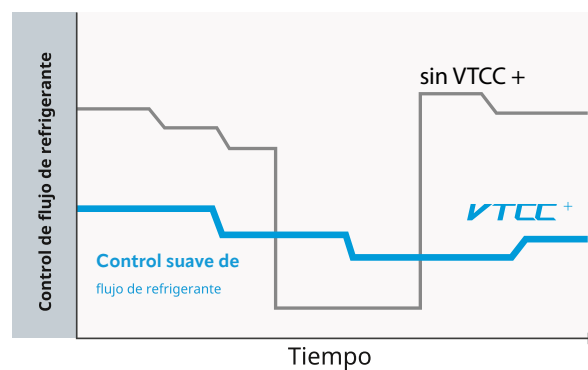 Control de flujo de refrigerante
sin VTCC +
VTCC +
Control suave de
flujo de refrigerante
Tiempo